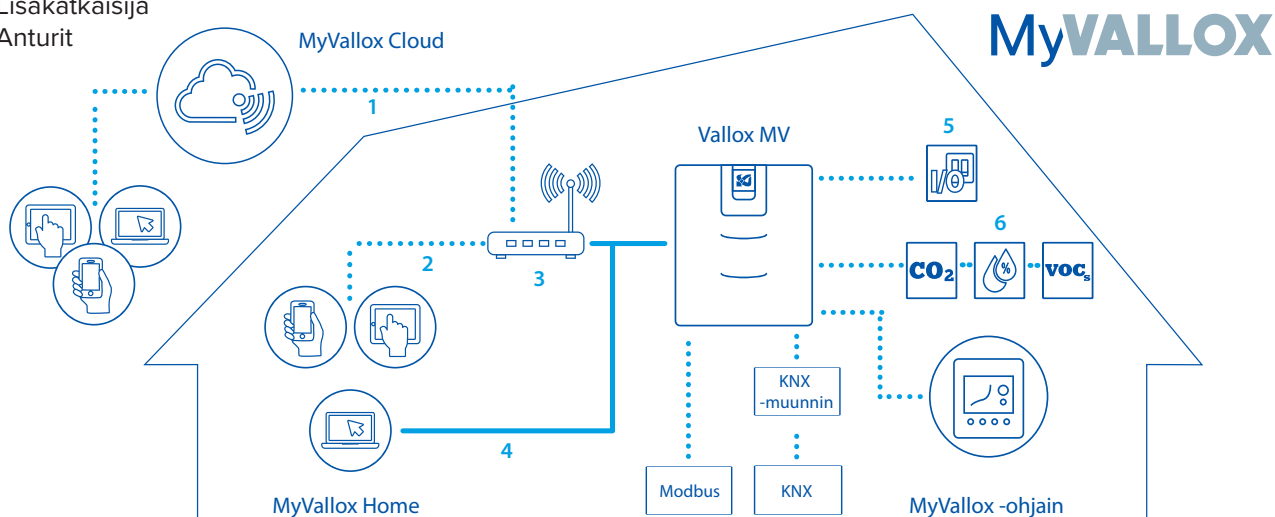 Lisäkatkaisija
Anturit
MyVallox Cloud
MyVALLOX
1
Vallox MV
5
I/O
6
2
3
CO₂
%
VOCs
KNX
-muunnin
4
Modbus
KNX
MyVallox Home
MyVallox -ohjain